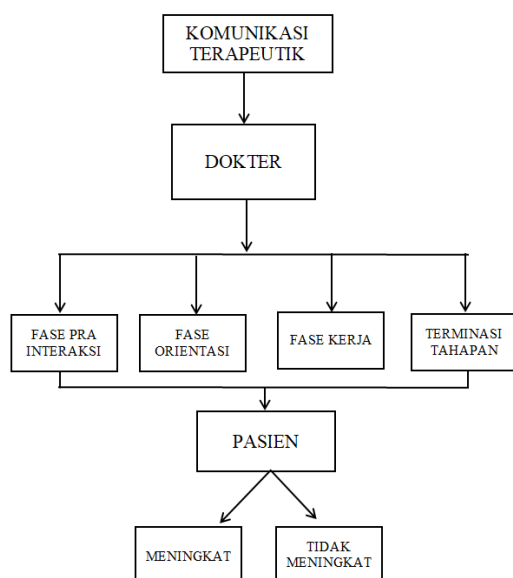 KOMUNIKASI
TERAPEUTIK
DOKTER
FASE PRA
INTERAKSI
FASE
ORIENTASI
FASE KERJA
TERMINASI
TAHAPAN
PASIEN
MENINGKAT
TIDAK
MENINGKAT